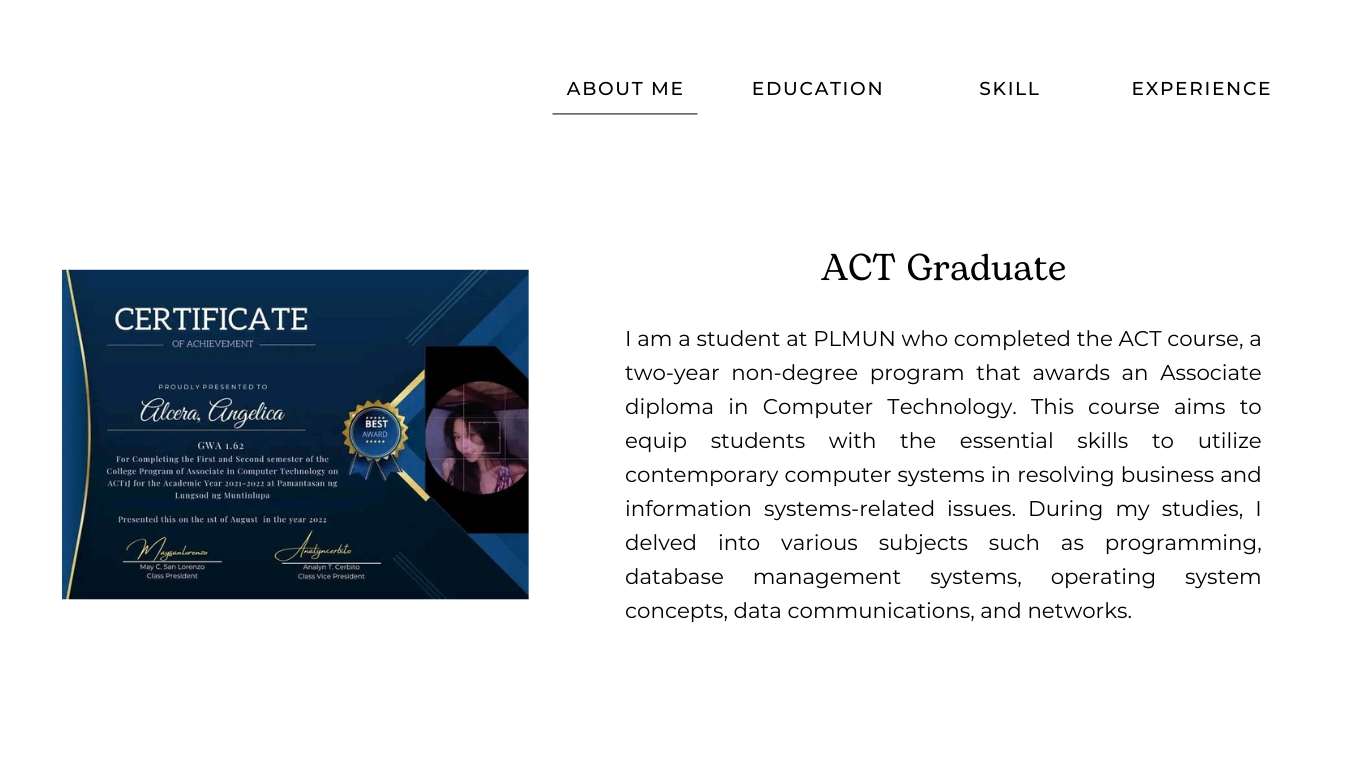 ABOUT ME EDUCATION SKILL EXPERIENCE
CERTIFICATE
OF ACHIEVEMENT
PROUDLY PRESENTED TO
Alcera, Angelica
GWA 1.62
For Completing the First and Second semester of the
College Program of Associate in Computer Technology on
ACT1J for the Academic Year 2021-2022 at Pamantasan ng
Lungsod ng Muntinlupa
Presented this on the 1st of August in the year 2022
Maysanlorenzo
May C. San Lorenzo
Class President
Analyncerbito
Analyn T. Cerbito
Class Vice President
BEST
AWARD
ACT Graduate
I am a student at PLMUN who completed the ACT course, a
two-year non-degree program that awards an Associate
diploma in Computer Technology. This course aims to
equip students with the essential skills to utilize
contemporary computer systems in resolving business and
information systems-related issues. During my studies, I
delved into various subjects such as programming,
database management systems, operating system
concepts, data communications, and networks.